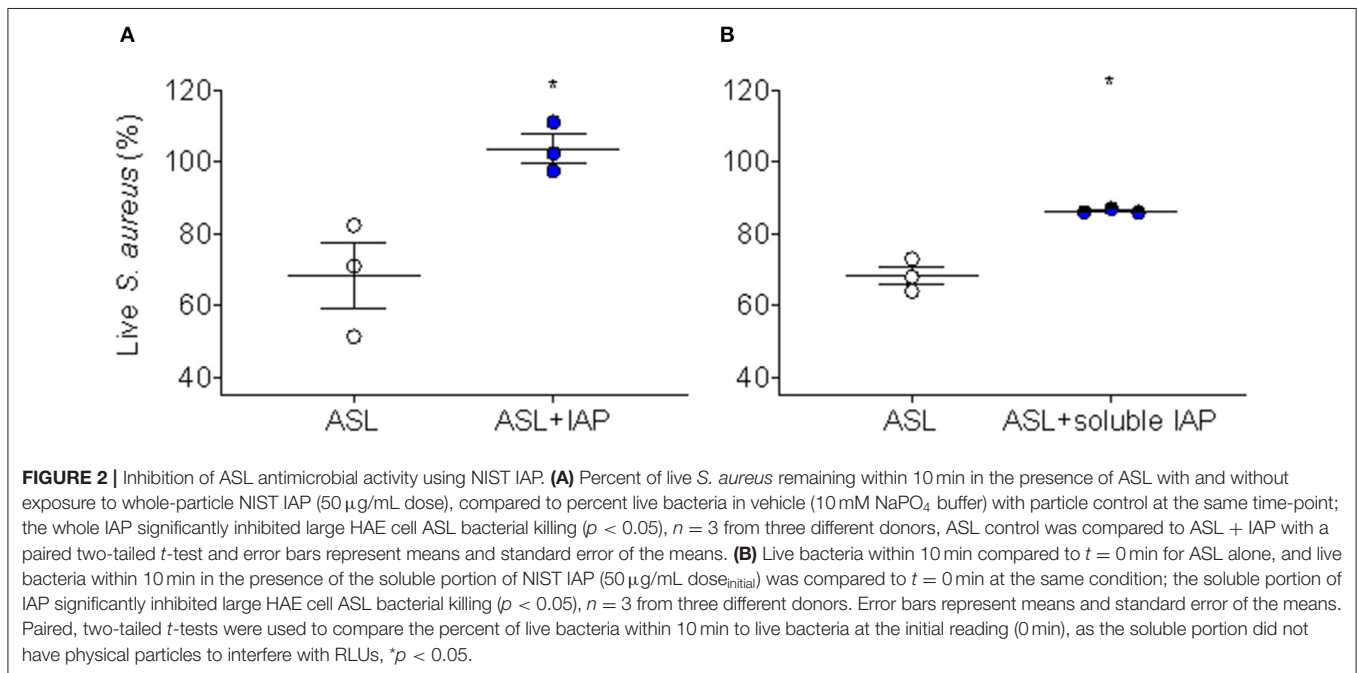 A
B
*
*
120
100
80
60
40
Live S. aureus (%)
ASL
ASL+IAP
120
100
80
60
40
ASL
ASL+soluble IAP
FIGURE 2 | Inhibition of ASL antimicrobial activity using NIST IAP. (A) Percent of live S. aureus remaining within 10 min in the presence of ASL with and without
exposure to whole-particle NIST IAP (50 μg/mL dose), compared to percent live bacteria in vehicle (10 mM NaPO₄ buffer) with particle control at the same time-point;
the whole IAP significantly inhibited large HAE cell ASL bacterial killing (p < 0.05), n = 3 from three different donors, ASL control was compared to ASL + IAP with a
paired two-tailed t-test and error bars represent means and standard error of the means. (B) Live bacteria within 10 min compared to t = 0 min for ASL alone, and live
bacteria within 10 min in the presence of the soluble portion of NIST IAP (50 μg/mL dose_initial) was compared to t = 0 min at the same condition; the soluble portion of
IAP significantly inhibited large HAE cell ASL bacterial killing (p < 0.05), n = 3 from three different donors. Error bars represent means and standard error of the means.
Paired, two-tailed t-tests were used to compare the percent of live bacteria within 10 min to live bacteria at the initial reading (0 min), as the soluble portion did not
have physical particles to interfere with RLUs, *p < 0.05.